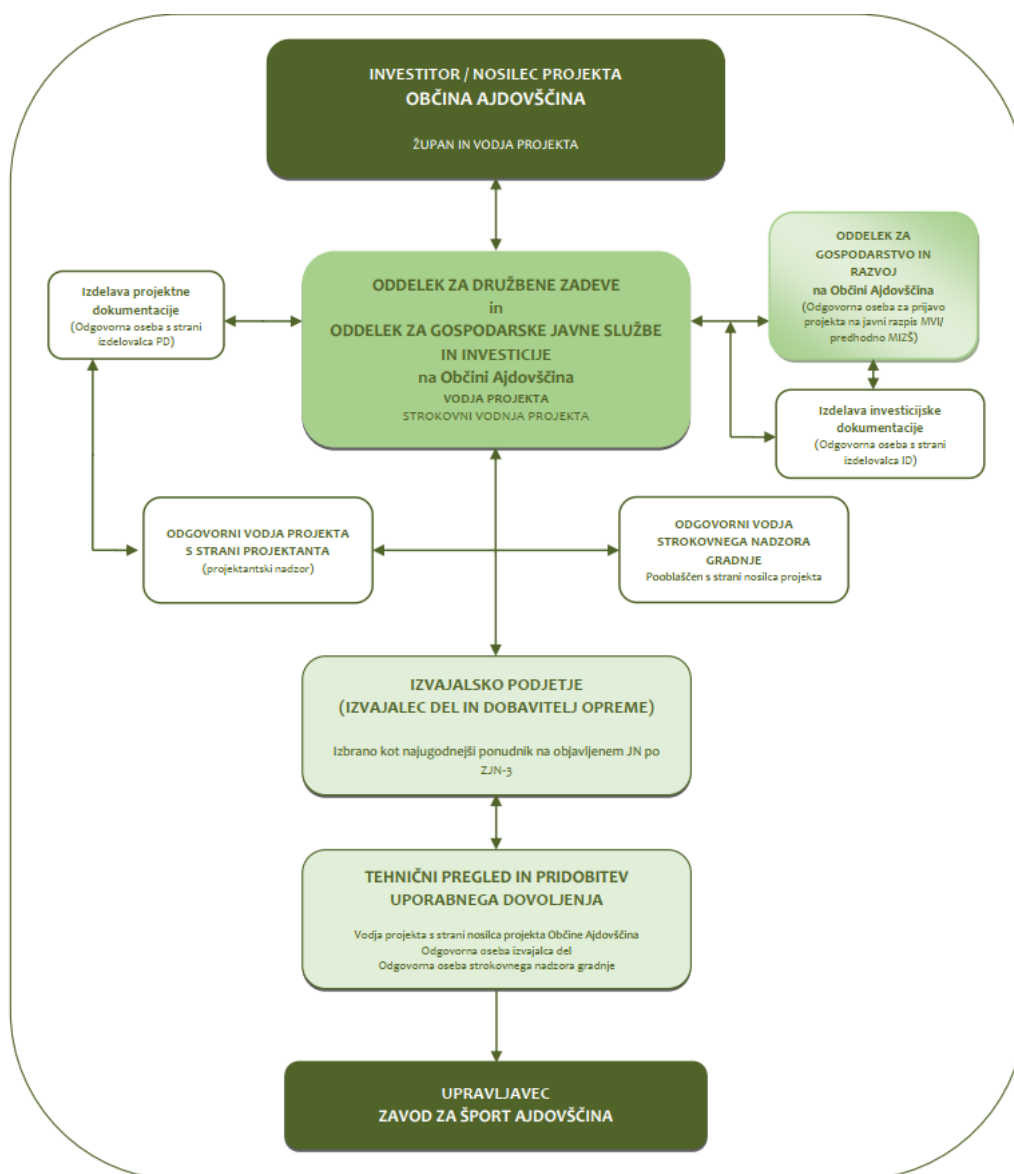 INVESTITOR / NOSILEC PROJEKTA
OBČINA AJDOVŠČINA
ŽUPAN IN VODJA PROJEKTA
Izdelava projektne
dokumentacije
(Odgovorna oseba s strani
izdelovalca PD)
ODDELEK ZA DRUŽBENE ZADEVE
in
ODDELEK ZA GOSPODARSKE JAVNE SLUŽBE
IN INVESTICIJE
na Občini Ajdovščina
VODJA PROJEKTA
STROKOVNI VODNJA PROJEKTA
ODDELEK ZA
GOSPODARSTVO IN
RAZVOJ
na Občini Ajdovščina
(Odgovorna oseba za prijavo
projekta na javni razpis MVI/
predhodno MIZŠ)
Izdelava investicijske
dokumentacije
(Odgovorna oseba s strani
izdelovalca ID)
ODGOVORNI VODJA PROJEKTA
S STRANI PROJEKTANTA
(projektantski nadzor)
ODGOVORNI VODJA
STROKOVNEGA NADZORA
GRADNJE
Pooblaščen s strani nosilca projekta
IZVAJALSKO PODJETJE
(IZVAJALEC DEL IN DOBAVITELJ OPREME)
Izbrano kot najugodnejši ponudnik na objavljenem JN po
ZJN-3
TEHNIČNI PREGLED IN PRIDOBITEV
UPORABNEGA DOVOLJENJA
Vodja projekta s strani nosilca projekta Občine Ajdovščina
Odgovorna oseba izvajalca del
Odgovorna oseba strokovnega nadzora gradnje
UPRAVLJAVEC
ZAVOD ZA ŠPORT AJDOVŠČINA